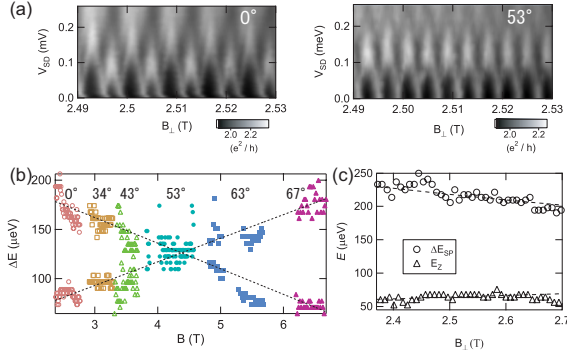 (a)
0°
53°
V_SD (mV)
0.2
0.1
0.0
2.49 2.5 2.51 2.52 2.53
B⊥ (T)
2.0 2.2
(e² / h)
V_SD (meV)
0.2
0.1
0.0
2.49 2.50 2.51 2.52 2.53
B⊥ (T)
2.0 2.2
(e² / h)
(b)
0° 34° 43° 53° 63° 67°
ΔE (μeV)
200
150
100
3 4 5 6
B (T)
(c)
E (μeV)
250
200
150
100
50
ΔE_SP
E_Z
2.4 2.5 2.6 2.7
B⊥ (T)